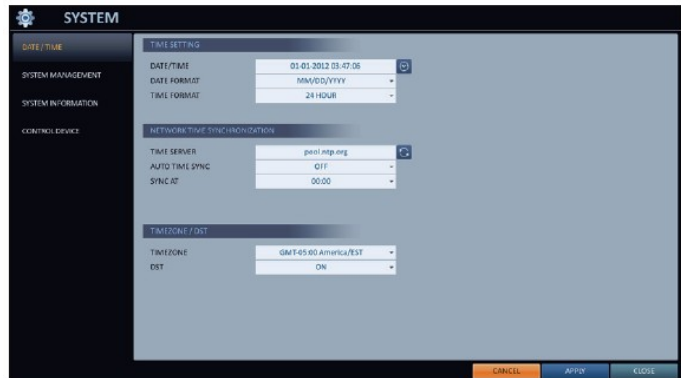 SYSTEM
DATE / TIME
SYSTEM MANAGEMENT
SYSTEM INFORMATION
CONTROL DEVICE
TIME SETTING
DATE/TIME 01-01-2012 03:47:06
DATE FORMAT MM/DD/YYYY
TIME FORMAT 24 HOUR
NETWORK TIME SYNCHRONIZATION
TIME SERVER pool.ntp.org
AUTO TIME SYNC OFF
SYNC AT 00:00
TIMEZONE / DST
TIMEZONE GMT-05:00 America/EST
DST ON
CANCEL APPLY CLOSE